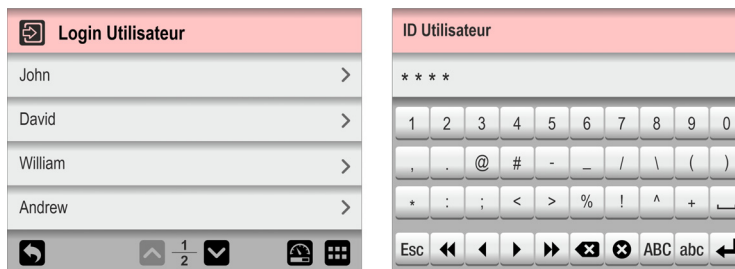 Login Utilisateur
John
David
William
Andrew
1
2
ID Utilisateur
* * * *
1 2 3 4 5 6 7 8 9 0
, . @ # - _ / \ ( )
* : ; < > % ! ^ +
Esc ABC abc